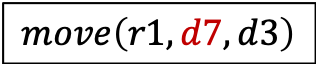 move(r1, d7, d3)